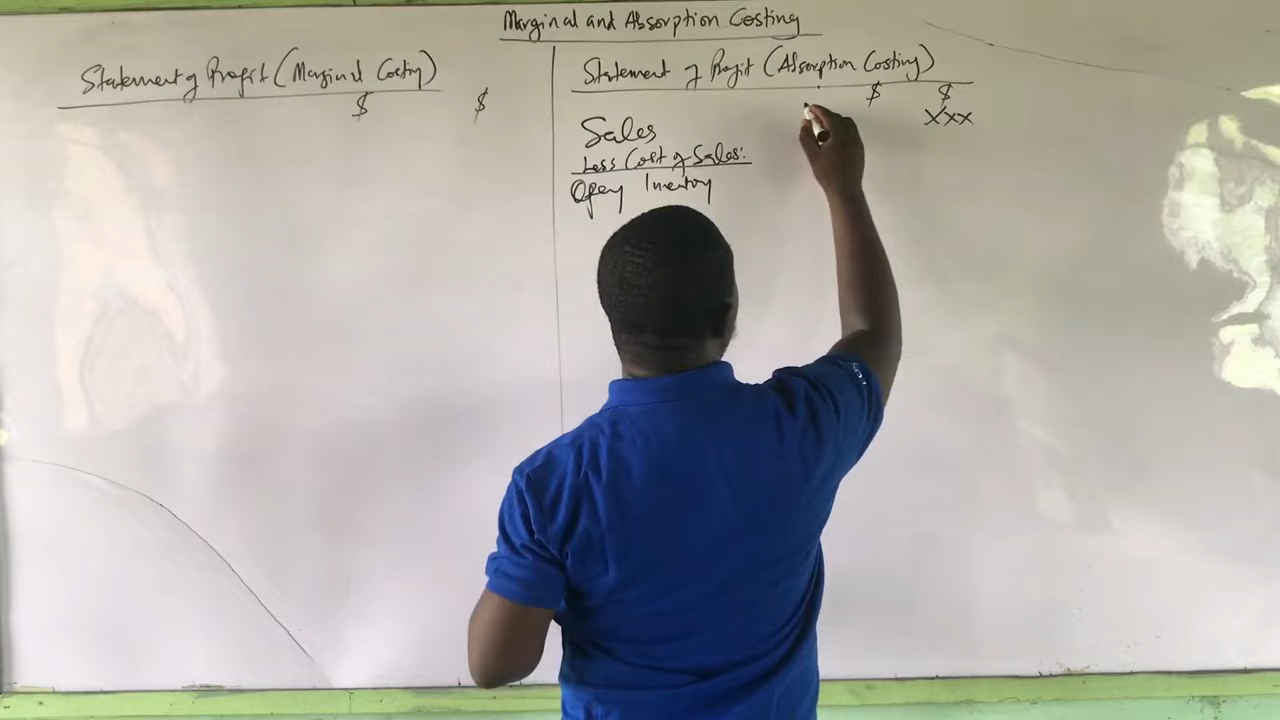 Marginal and Absorption Costing
Statement of Profit (Marginal Costing)
$ $
Statement of Profit (Absorption Costing)
$ $
Sales XXX
Less Cost of Sales:
Inventory